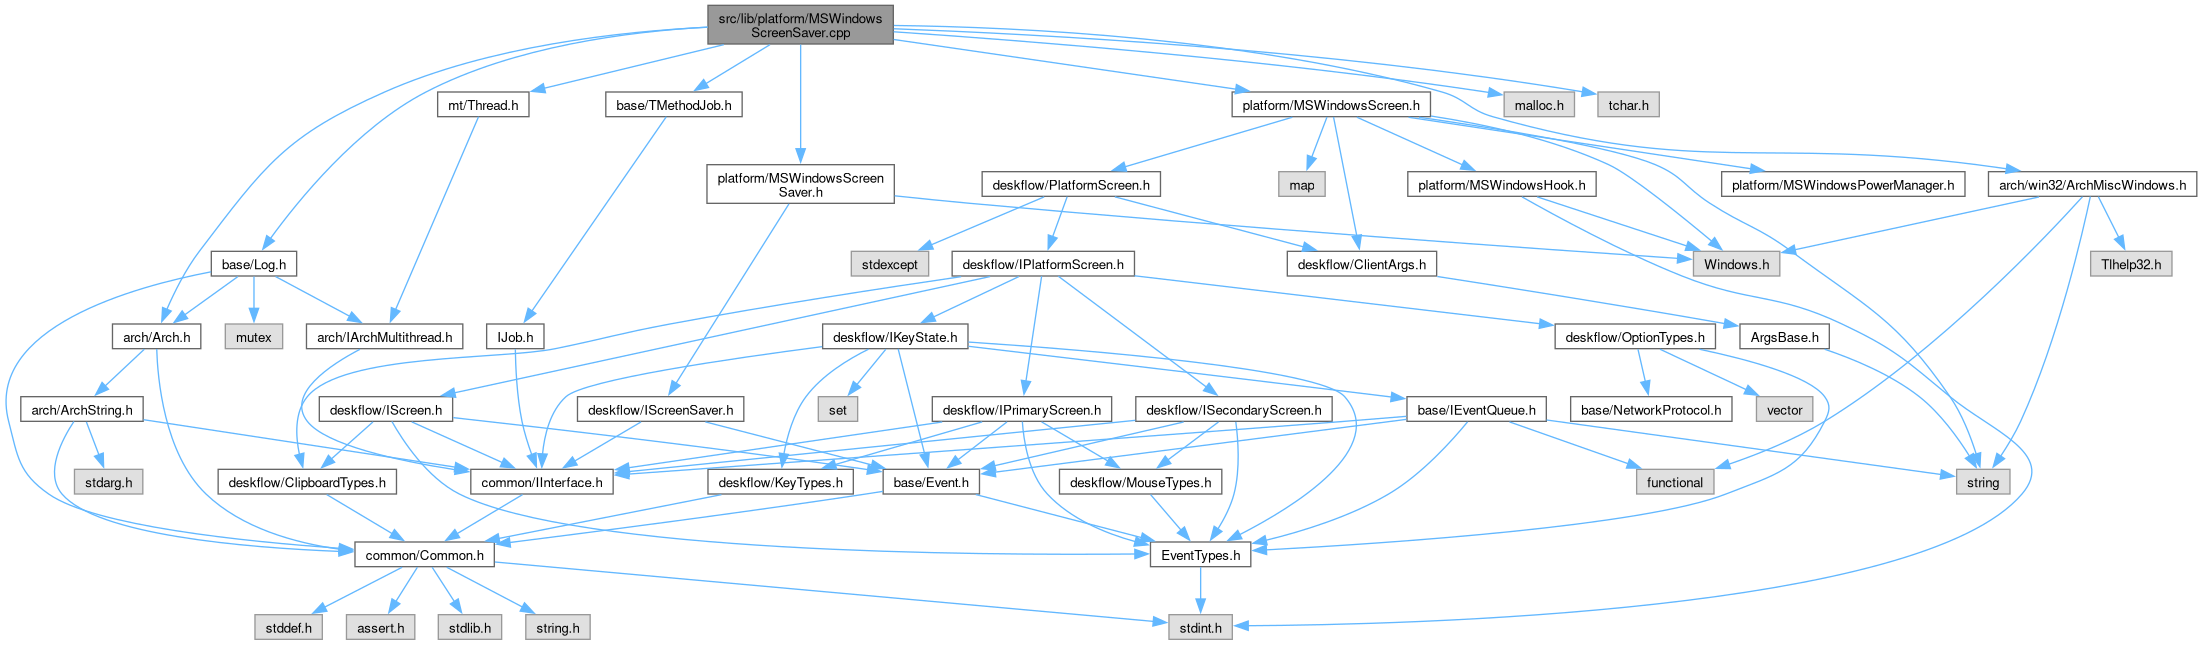 src/lib/platform/MSWindows
ScreenSaver.cpp
mt/Thread.h
base/TMethodJob.h
platform/MSWindowsScreen.h
malloc.h
tchar.h
platform/MSWindowsScreen
Saver.h
deskflow/PlatformScreen.h
map
platform/MSWindowsHook.h
platform/MSWindowsPowerManager.h
arch/win32/ArchMiscWindows.h
base/Log.h
stdexcept
deskflow/IPlatformScreen.h
deskflow/ClientArgs.h
Windows.h
Tlhelp32.h
arch/Arch.h
mutex
arch/IArchMultithread.h
IJob.h
deskflow/IKeyState.h
deskflow/OptionTypes.h
ArgsBase.h
arch/ArchString.h
deskflow/IScreen.h
deskflow/IScreenSaver.h
set
deskflow/IPrimaryScreen.h
deskflow/ISecondaryScreen.h
base/IEventQueue.h
base/NetworkProtocol.h
vector
stdarg.h
deskflow/ClipboardTypes.h
common/IInterface.h
deskflow/KeyTypes.h
base/Event.h
deskflow/MouseTypes.h
functional
string
common/Common.h
EventTypes.h
stddef.h
assert.h
stdlib.h
string.h
stdint.h